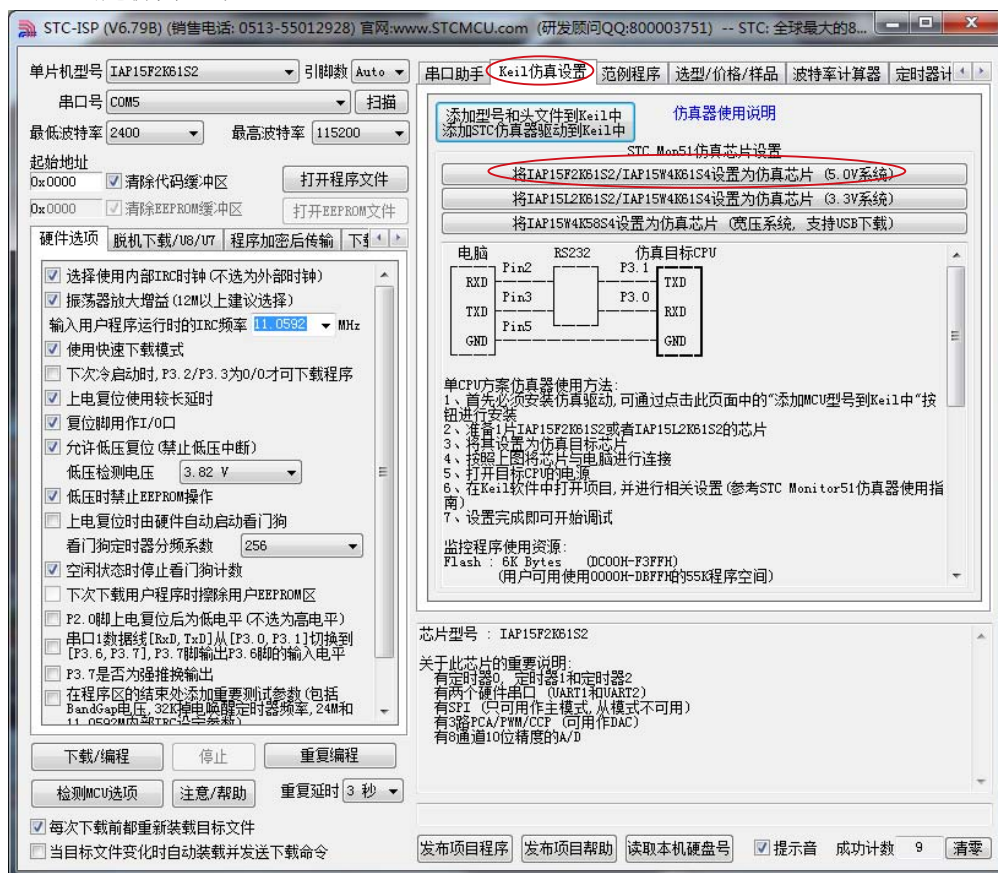 STC-ISP (V6.79B) (销售电话: 0513-55012928) 官网:www.STCMCU.com (研发顾问QQ:800003751) -- STC: 全球最大的8...
单片机型号 IAP15F2K61S2 引脚数 Auto
串口号 COM5 扫描
最低波特率 2400 最高波特率 115200
起始地址
0x0000 清除代码缓冲区 打开程序文件
0x0000 清除EEPROM缓冲区 打开EEPROM文件
硬件选项 脱机下载/U8/U7 程序加密后传输
选择使用内部IRC时钟(不选为外部时钟)
振荡器放大增益(12M以上建议选择)
输入用户程序运行时的IRC频率 11.0592 MHz
使用快速下载模式
下次冷启动时,P3.2/P3.3为0/0才可下载程序
上电复位使用较长延时
复位脚用作I/O口
允许低压复位(禁止低压中断)
低压检测电压 3.82 V
低压时禁止EEPROM操作
上电复位时由硬件自动启动看门狗
看门狗定时器分频系数 256
空闲状态时停止看门狗计数
下次下载用户程序时擦除用户EEPROM区
P2.0脚上电复位后为低电平(不选为高电平)
串口1数据线[RxD,TxD]从[P3.0,P3.1]切换到
[P3.6,P3.7],P3.7脚输出P3.6脚的输入电平
P3.7是否为强推挽输出
在程序区的结束处添加重要测试参数(包括
BandGap电压,32K掉电唤醒定时器频率,24M和
11.0592M内部IRC设定参数)
下载/编程 停止 重复编程
检测MCU选项 注意/帮助 重复延时 3 秒
每次下载前都重新装载目标文件
当目标文件变化时自动装载并发送下载命令
串口助手 Keil仿真设置 范例程序 选型/价格/样品 波特率计算器 定时器计
添加型号和头文件到Keil中
添加STC仿真器驱动到Keil中
仿真器使用说明
STC Mon51仿真芯片设置
将IAP15F2K61S2/IAP15W4K61S4设置为仿真芯片 (5.0V系统)
将IAP15L2K61S2/IAP15W4K61S4设置为仿真芯片 (3.3V系统)
将IAP15W4K58S4设置为仿真芯片 (宽压系统, 支持USB下载)
电脑 RS232 仿真目标CPU
Pin2 P3.1
RXD TXD
Pin3 P3.0
TXD RXD
Pin5
GND GND
单CPU方案仿真器使用方法:
1、首先必须安装仿真驱动,可通过点击此页面中的"添加MCU型号到Keil中"按
钮进行安装
2、准备1片IAP15F2K61S2或者IAP15L2K61S2的芯片
3、将其设置为仿真目标芯片
4、按照上图将芯片与电脑进行连接
5、打开目标CPU的电源
6、在Keil软件中打开项目,并进行相关设置(参考STC Monitor51仿真器使用指
南)
7、设置完成即可开始调试
监控程序使用资源:
Flash : 6K Bytes (DC00H-F3FFH)
(用户可用使用0000H-DBFFH的55K程序空间)
芯片型号 : IAP15F2K61S2
关于此芯片的重要说明:
有定时器0, 定时器1和定时器2
有两个硬件串口 (UART1和UART2)
有SPI (只可用作主模式,从模式不可用)
有3路PCA/PWM/CCP (可用作DAC)
有8通道10位精度的A/D
发布项目程序 发布项目帮助 读取本机硬盘号 提示音 成功计数 9 清零